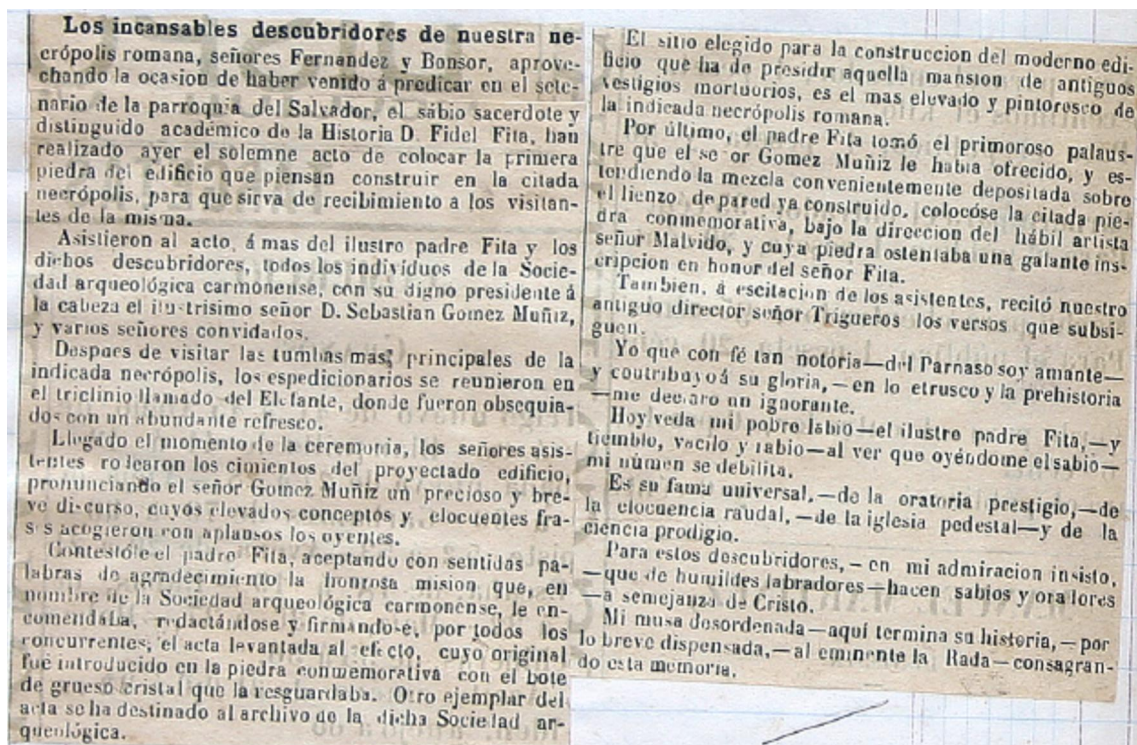 Los incansables descubridores de nuestra ne-
crópolis romana, señores Fernandez y Bonsor, aprove-
chando la ocasion de haber venido á predicar en el sete-
nario de la parroquia del Salvador, el sábio sacerdote y
distinguido académico de la Historia D. Fidel Fita, han
realizado ayer el solemne acto de colocar la primera
piedra del edificio que piensan construir en la citada
necrópolis, para que sirva de recibimiento a los visitan-
tes de la misma.
Asistieron al acto, á mas del ilustre padre Fita y los
dichos descubridores, todos los individuos de la Socie-
dad arqueológica carmonense, con su digno presidente á
la cabeza el ilustrisimo señor D. Sebastian Gomez Muñiz,
y varios señores convidados.
Despues de visitar las tumbas mas principales de la
indicada necrópolis, los espedicionarios se reunieron en
el triclinio llamado del Elefante, donde fueron obsequia-
dos con un abundante refresco.
Llegado el momento de la ceremonia, los señores asis-
tentes rodearon los cimientos del proyectado edificio,
pronunciando el señor Gomez Muñiz un precioso y bre-
ve discurso, cuyos elevados conceptos y elocuentes fra-
s s acogieron con aplausos los oyentes.
Contestóle el padre Fita, aceptando con sentidas pa-
labras de agradecimiento la honrosa mision que, en
nombre de la Sociedad arqueológica carmonense, le en-
comendaba, redactándose y firmándose, por todos los
concurrentes, el acta levantada al efecto, cuyo original
fué introducido en la piedra conmemorativa con el bote
de grueso cristal que la resguardaba. Otro ejemplar del
acta se ha destinado al archivo de la dicha Sociedad ar-
queológica.
El sitio elegido para la construccion del moderno edi-
ficio que ha de presidir aquella mansion de antiguos
vestigios mortuorios, es el mas elevado y pintoresco de
la indicada necrópolis romana.
Por último, el padre Fita tomó el primoroso palaus-
tre que el se or Gomez Muñiz le habia ofrecido, y es-
tendiendo la mezcla convenientemente depositada sobre
el lienzo de pared ya construido, colocóse la citada pie-
dra conmemorativa, bajo la direccion del hábil artista
señor Malvido, y cuya piedra ostentaba una galante ins-
cripcion en honor del señor Fita.
Tambien, á escitacion de los asistentes, recitó nuestro
antiguo director señor Trigueros los versos que subsi-
guen.
Yo que con fé tan notoria—del Parnaso soy amante—
y coutribuyo á su gloria,—en lo etrusco y la prehistoria
—me declaro un ignorante.
Hoy veda mi pobre labio—el ilustre padre Fita,—y
tiemblo, vacilo y rabio—al ver que oyéndome el sabio—
mi númen se debilita.
Es su fama universal,—de la oratoria prestigio,—de
la elocuencia raudal,—de la iglesia pedestal—y de la
ciencia prodigio.
Para estos descubridores,—en mi admiracion insisto,
—que de humildes labradores—hacen sabios y oradores
—a semejanza de Cristo.
Mi musa desordenada—aquí termina su historia,—por
lo breve dispensada,—al eminente la Rada—consagran-
do esta memoria.